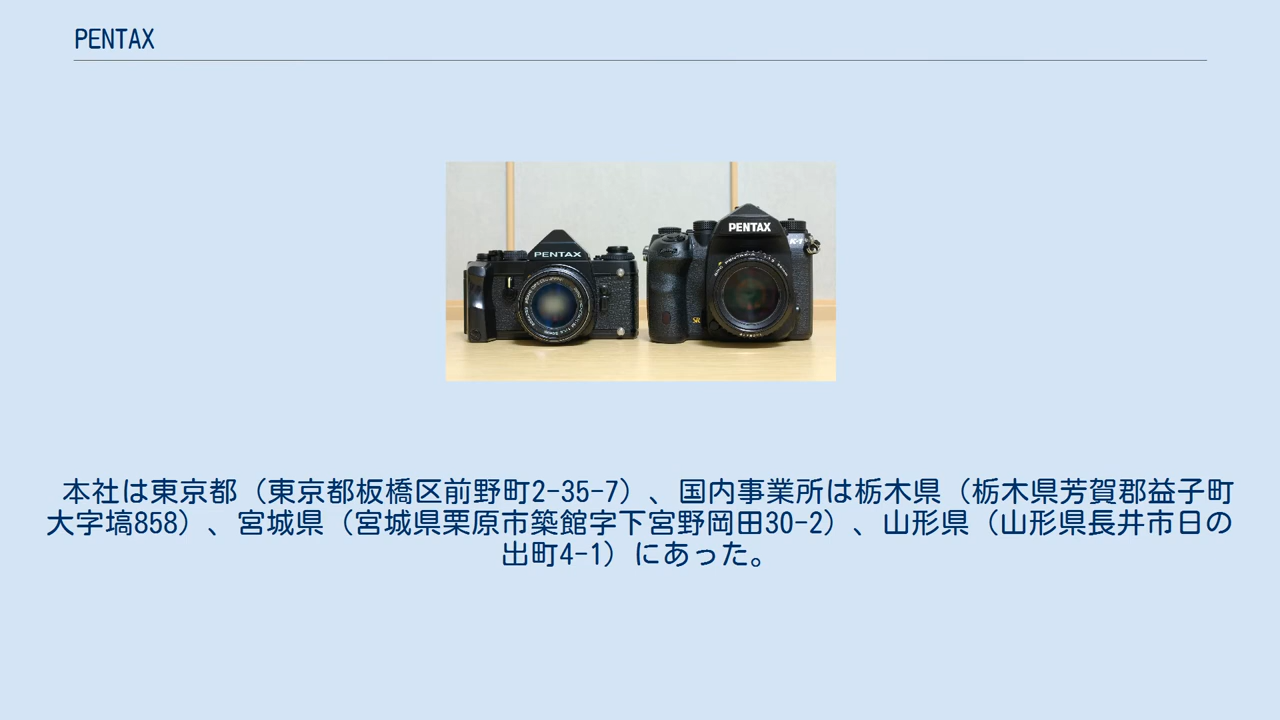 PENTAX
PENTAX
PENTAX
K-1
SR
本社は東京都（東京都板橋区前野町2-35-7）、国内事業所は栃木県（栃木県芳賀郡益子町
大字塙858）、宮城県（宮城県栗原市築館字下宮野岡田30-2）、山形県（山形県長井市日の
出町4-1）にあった。